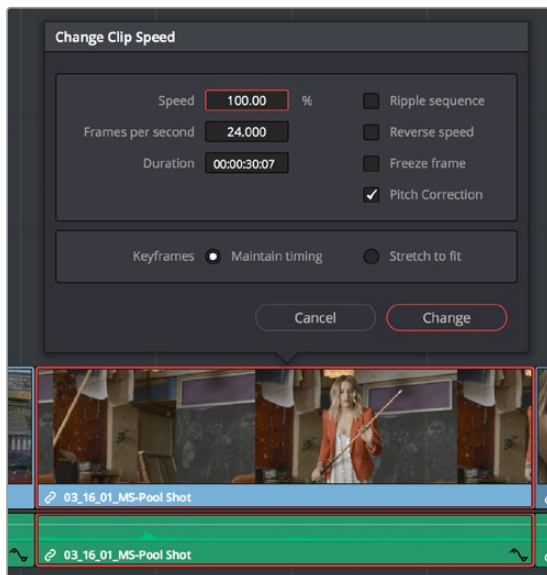 Change Clip Speed
Speed 100.00 %
Ripple sequence
Frames per second 24.000
Reverse speed
Duration 00:00:30:07
Freeze frame
Pitch Correction
Keyframes Maintain timing Stretch to fit
Cancel Change
03_16_01_MS-Pool Shot
03_16_01_MS-Pool Shot